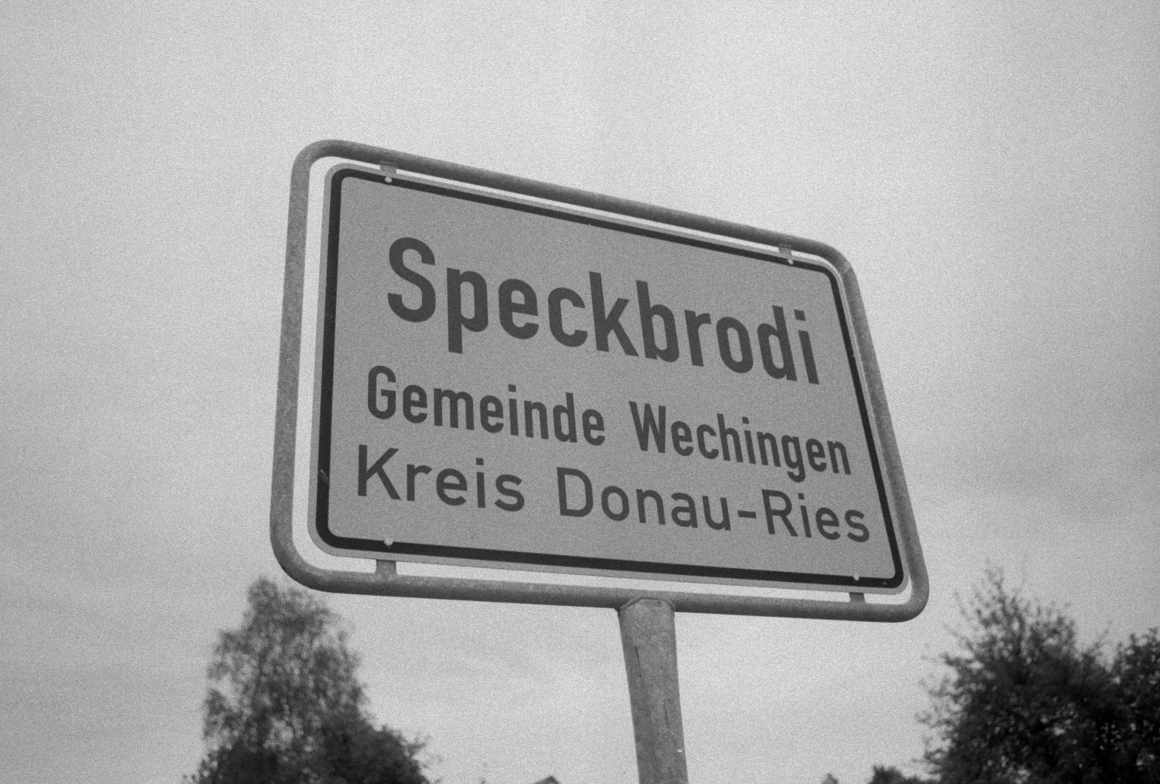 Speckbrodi
Gemeinde Wechingen
Kreis Donau-Ries